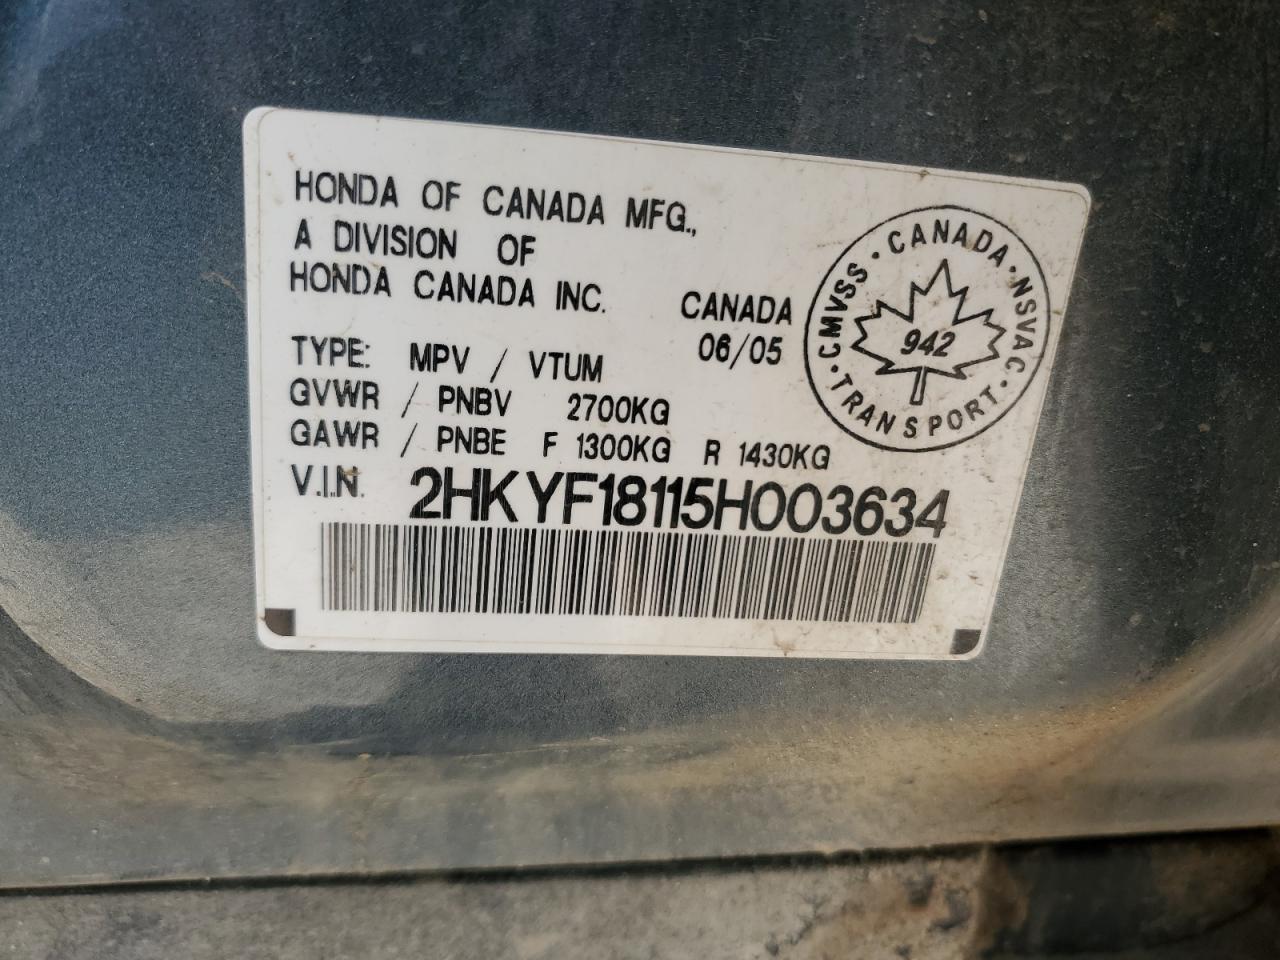 HONDA OF CANADA MFG.,
A DIVISION OF
HONDA CANADA INC.
CANADA
06/05
TYPE: MPV / VTUM
GVWR / PNBV 2700KG
GAWR / PNBE F 1300KG R 1430KG
V.I.N. 2HKYF18115H003634
CMVSS · CANADA · NSVAC · TRANSPORT ·
942